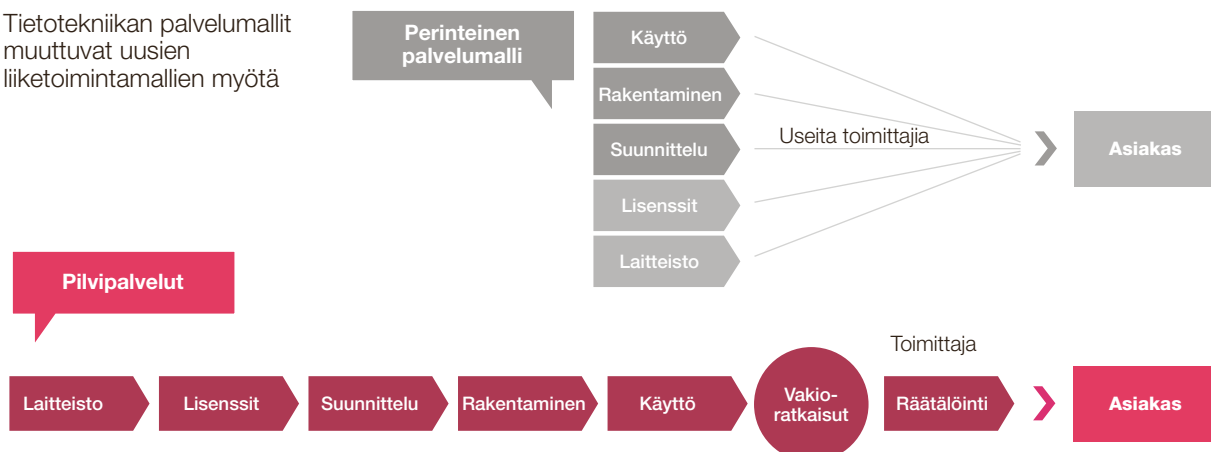 Tietotekniikan palvelumallit
muuttuvat uusien
liiketoimintamallien myötä
Perinteinen
palvelumalli
Käyttö
Rakentaminen
Suunnittelu
Lisenssit
Laitteisto
Useita toimittajia
Asiakas
Pilvipalvelut
Laitteisto
Lisenssit
Suunnittelu
Rakentaminen
Käyttö
Vakio-
ratkaisut
Toimittaja
Räätälöinti
Asiakas